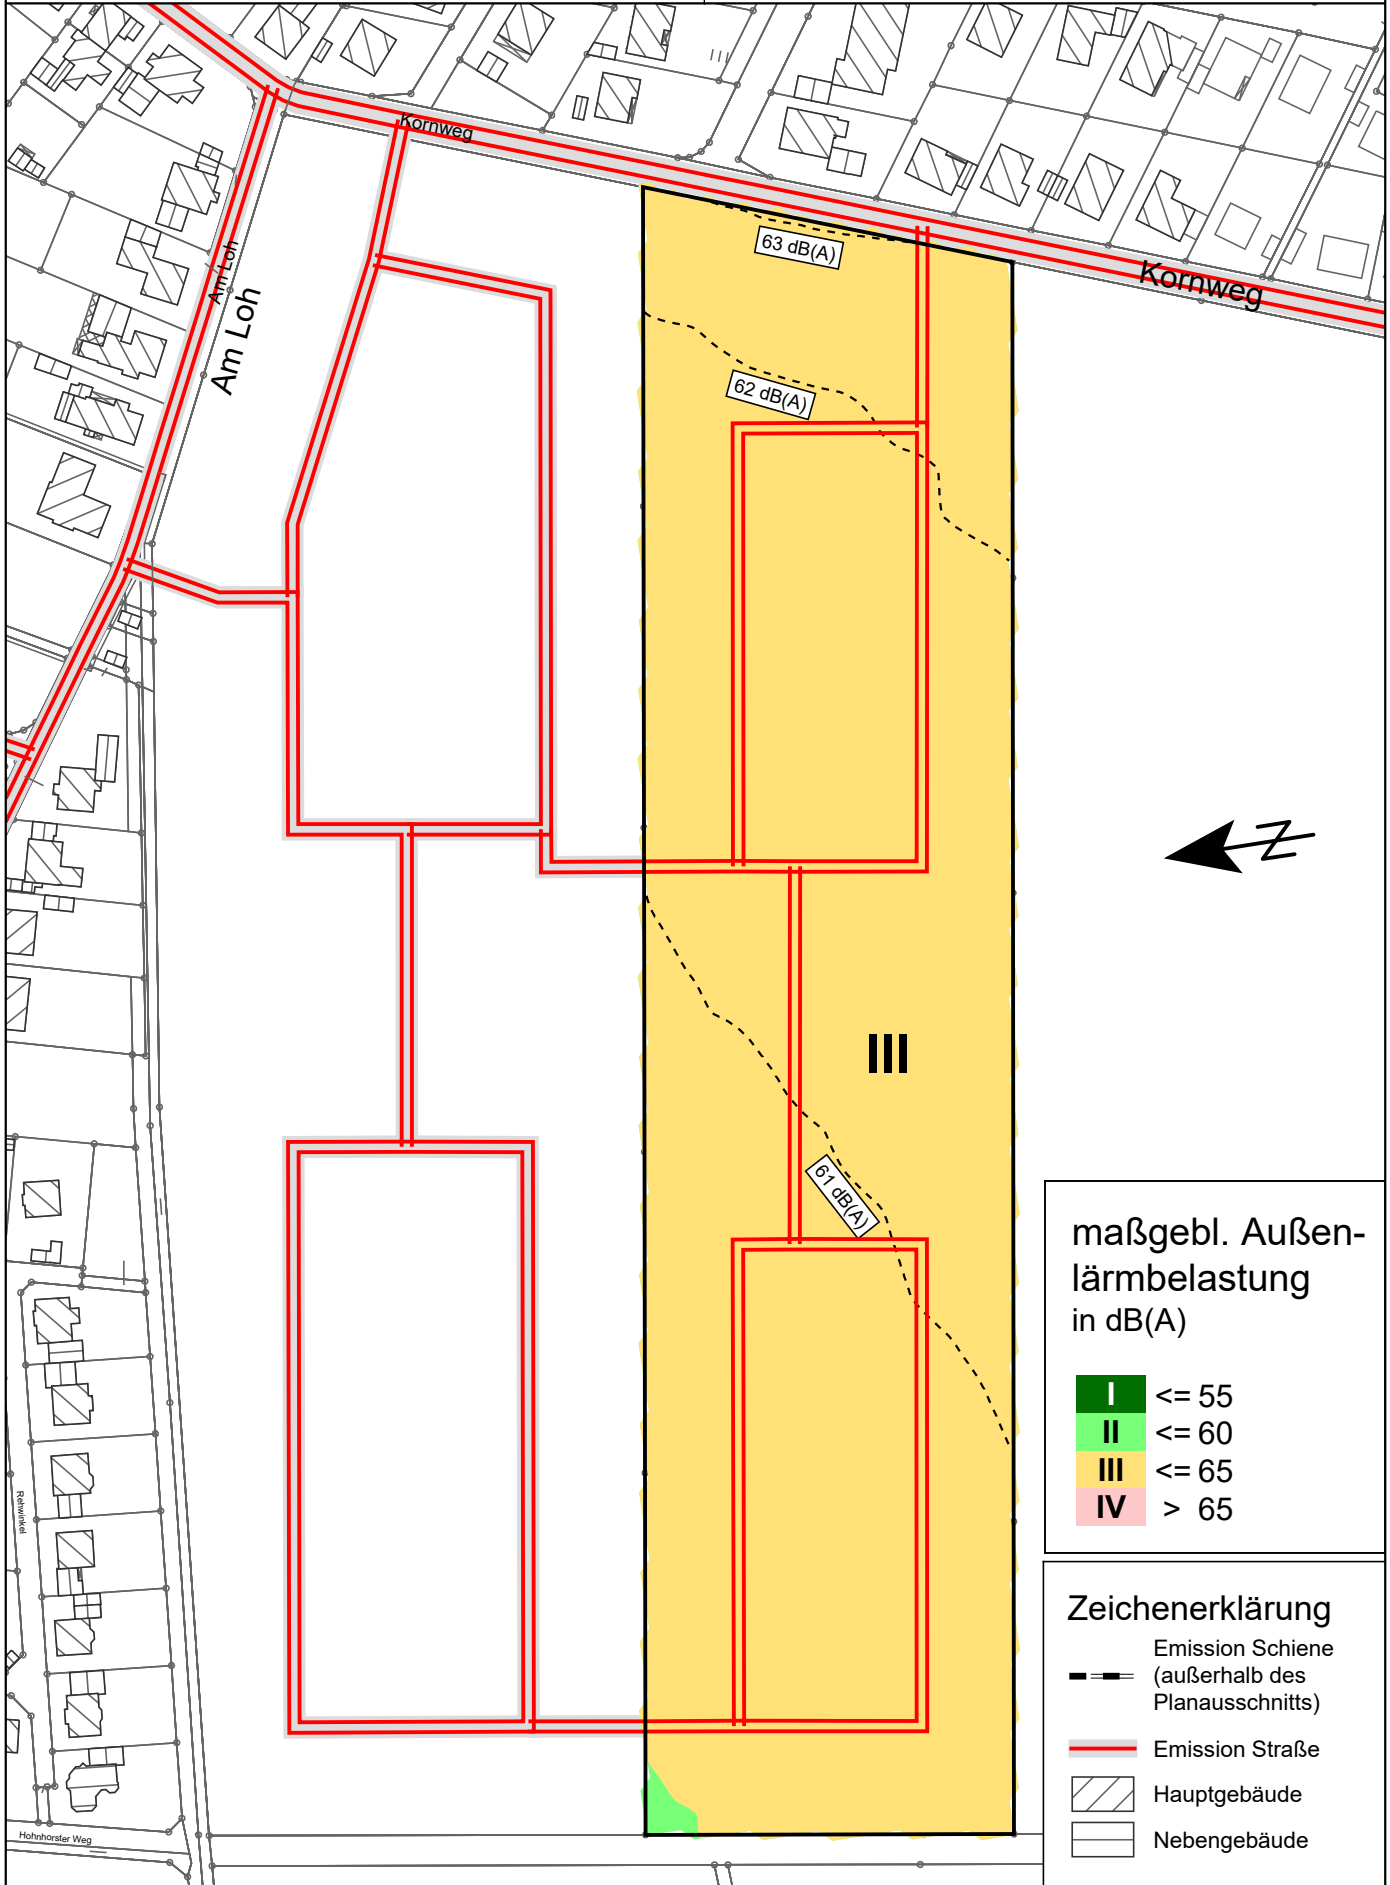 Kornweg
Am Loh
Am Loh
Kornweg
63 dB(A)
62 dB(A)
III
61 dB(A)
Rehwinkel
Hohnhorster Weg
maßgebl. Außen-
lärmbelastung
in dB(A)
I <= 55
II <= 60
III <= 65
IV > 65
Zeichenerklärung
Emission Schiene
(außerhalb des
Planausschnitts)
Emission Straße
Hauptgebäude
Nebengebäude